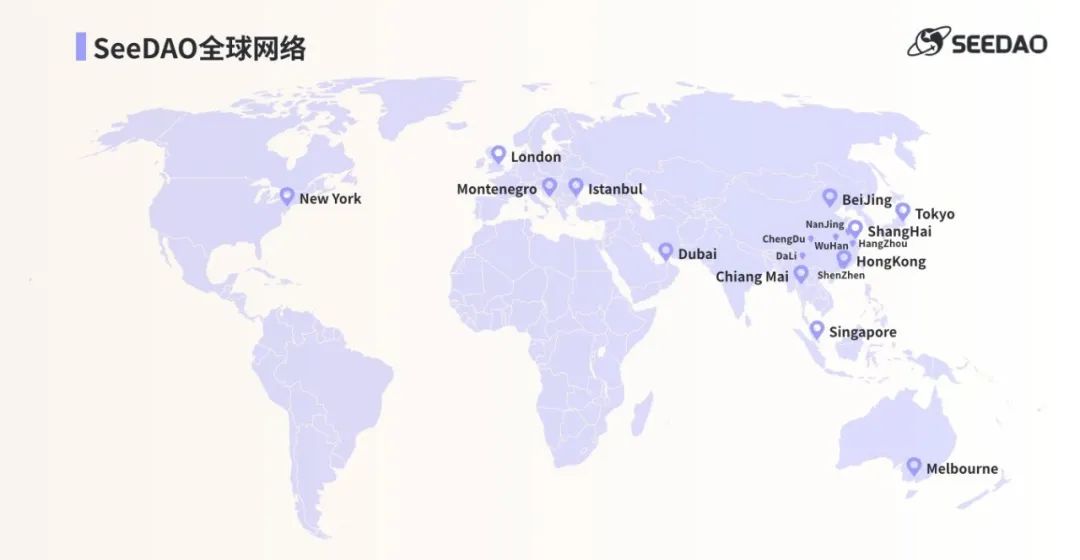 SeeDAO全球网络
SEEDAO
London
Montenegro
Istanbul
New York
BeiJing
Tokyo
NanJing
ShangHai
ChengDu
WuHan
HangZhou
Dubai
DaLi
HongKong
Chiang Mai
ShenZhen
Singapore
Melbourne